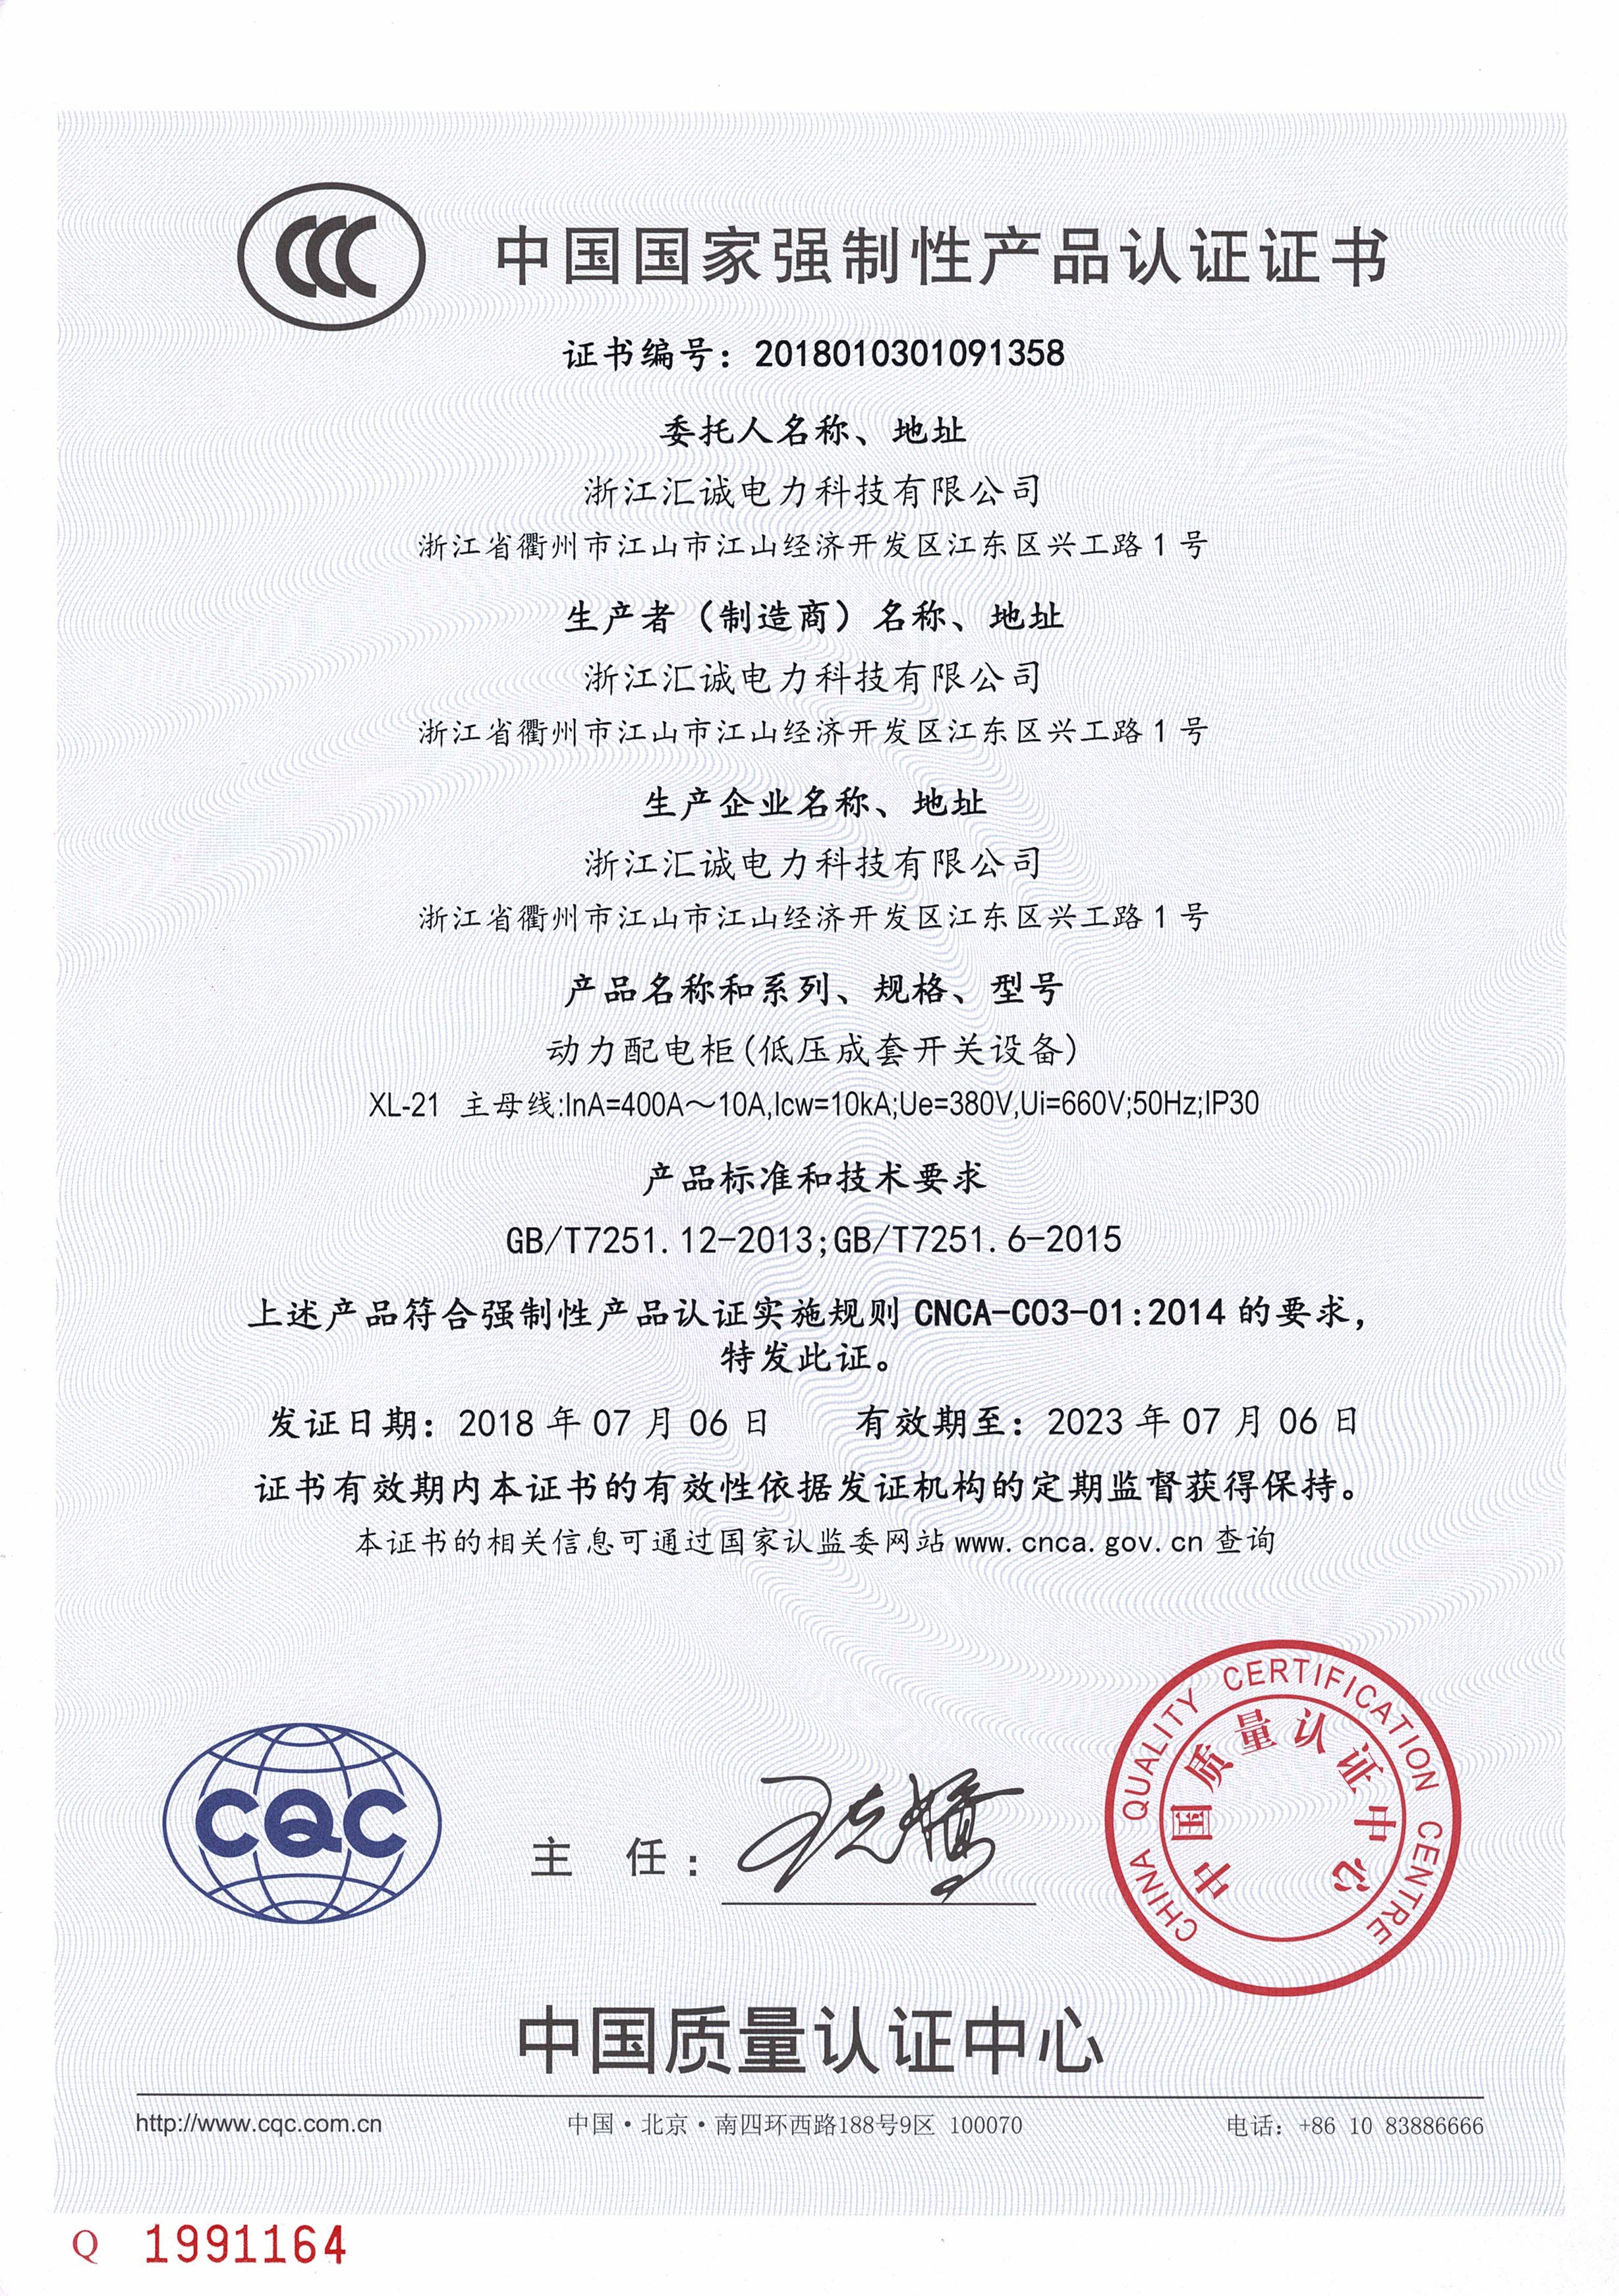 CCC
中国国家强制性产品认证证书
证书编号：2018010301091358
委托人名称、地址
浙江汇诚电力科技有限公司
浙江省衢州市江山市江山经济开发区江东区兴工路1号
生产者（制造商）名称、地址
浙江汇诚电力科技有限公司
浙江省衢州市江山市江山经济开发区江东区兴工路1号
生产企业名称、地址
浙江汇诚电力科技有限公司
浙江省衢州市江山市江山经济开发区江东区兴工路1号
产品名称和系列、规格、型号
动力配电柜(低压成套开关设备)
XL-21 主母线:InA=400A～10A,Icw=10kA;Ue=380V,Ui=660V;50Hz;IP30
产品标准和技术要求
GB/T7251.12-2013;GB/T7251.6-2015
上述产品符合强制性产品认证实施规则 CNCA-C03-01:2014 的要求，
特发此证。
发证日期：2018 年 07 月 06 日 有效期至：2023 年 07 月 06 日
证书有效期内本证书的有效性依据发证机构的定期监督获得保持。
本证书的相关信息可通过国家认监委网站 www.cnca.gov.cn 查询
CQC
主 任：
CHINA QUALITY CERTIFICATION CENTRE
中国质量认证中心
中国质量认证中心
http://www.cqc.com.cn 中国·北京·南四环西路188号9区 100070 电话：+86 10 83886666
Q 1991164